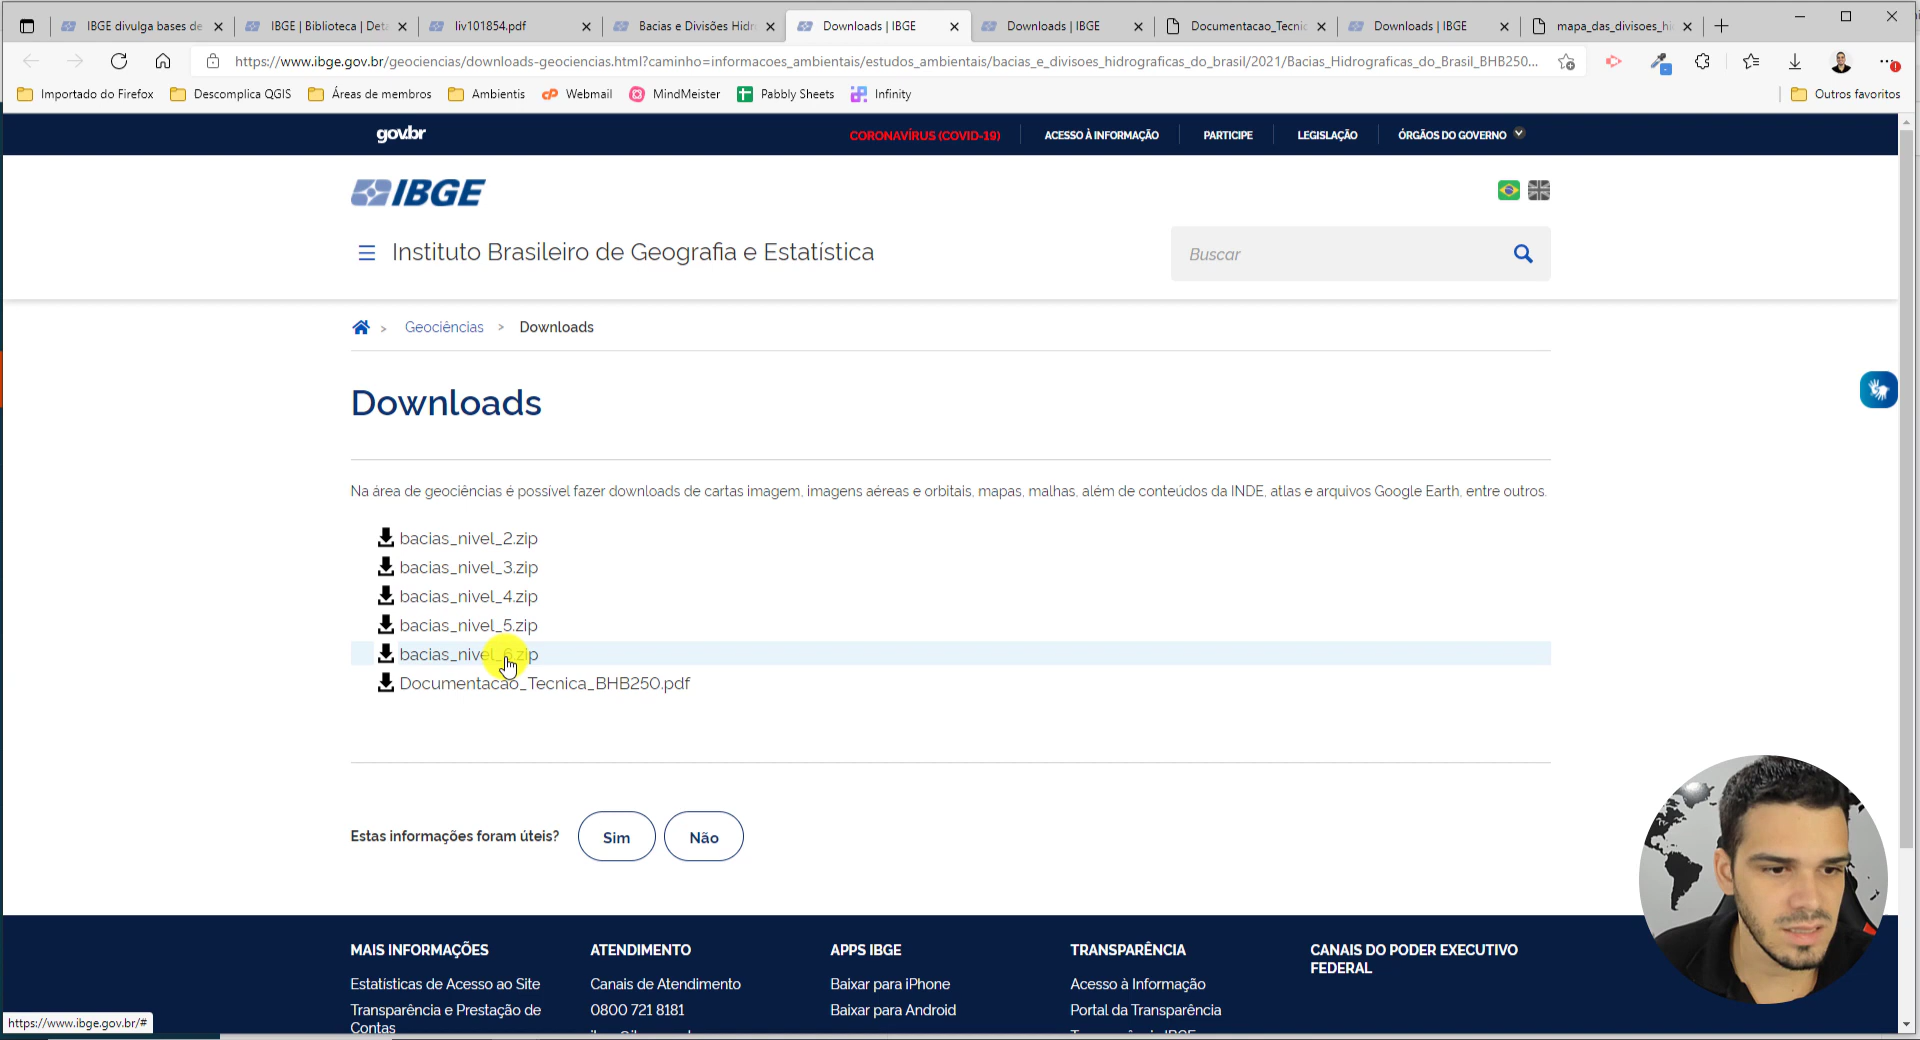 IBGE divulga bases de
IBGE | Biblioteca | Deta
liv101854.pdf
Bacias e Divisões Hidr
Downloads | IBGE
Downloads | IBGE
Documentacao_Tecnic
Downloads | IBGE
mapa_das_divisoes_hi
https://www.ibge.gov.br/geociencias/downloads-geociencias.html?caminho=informacoes_ambientais/estudos_ambientais/bacias_e_divisoes_hidrograficas_do_brasil/2021/Bacias_Hidrograficas_do_Brasil_BHB250...
Importado do Firefox
Descomplica QGIS
Áreas de membros
Ambientis
Webmail
MindMeister
Pabbly Sheets
Infinity
Outros favoritos
gov.br
CORONAVÍRUS (COVID-19)
ACESSO À INFORMAÇÃO
PARTICIPE
LEGISLAÇÃO
ÓRGÃOS DO GOVERNO
IBGE
Instituto Brasileiro de Geografia e Estatística
Buscar
> Geociências > Downloads
Downloads
Na área de geociências é possível fazer downloads de cartas imagem, imagens aéreas e orbitais, mapas, malhas, além de conteúdos da INDE, atlas e arquivos Google Earth, entre outros.
bacias_nivel_2.zip
bacias_nivel_3.zip
bacias_nivel_4.zip
bacias_nivel_5.zip
bacias_nivel_6.zip
Documentacao_Tecnica_BHB250.pdf
Estas informações foram úteis?
Sim
Não
MAIS INFORMAÇÕES
Estatísticas de Acesso ao Site
Transparência e Prestação de
Contas
ATENDIMENTO
Canais de Atendimento
0800 721 8181
APPS IBGE
Baixar para iPhone
Baixar para Android
TRANSPARÊNCIA
Acesso à Informação
Portal da Transparência
CANAIS DO PODER EXECUTIVO
FEDERAL
https://www.ibge.gov.br/#